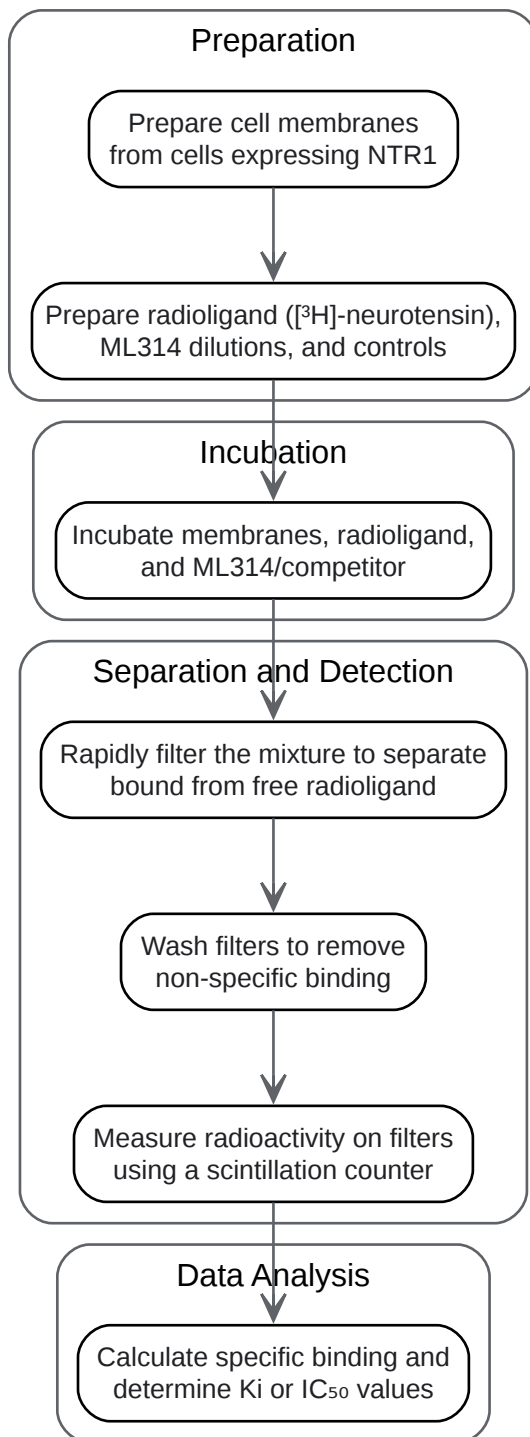 Preparation
Prepare cell membranes
from cells expressing NTR1
Prepare radioligand ([³H]-neurotensin),
ML314 dilutions, and controls
Incubation
Incubate membranes, radioligand,
and ML314/competitor
Separation and Detection
Rapidly filter the mixture to separate
bound from free radioligand
Wash filters to remove
non-specific binding
Measure radioactivity on filters
using a scintillation counter
Data Analysis
Calculate specific binding and
determine Ki or IC₅₀ values